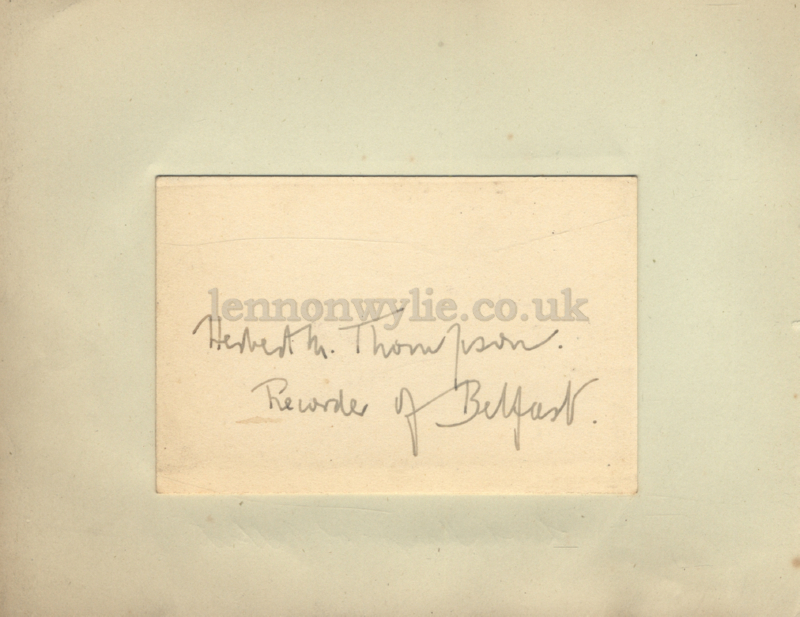 lennonwylie.co.uk
Herbert M. Thompson.
Recorder of Belfast.